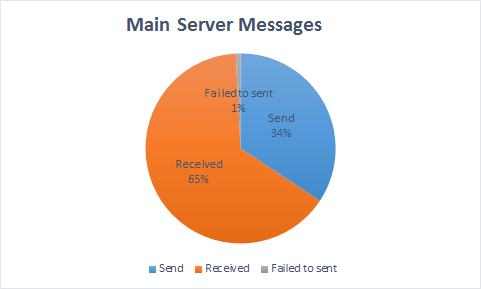 Main Server Messages
Failed to sent
1%
Send
34%
Received
65%
Send Received Failed to sent